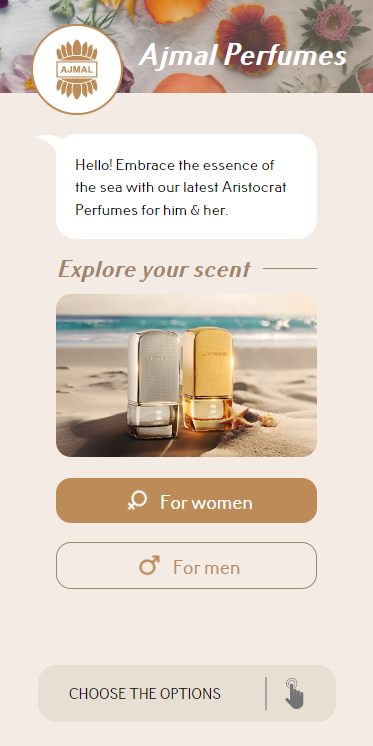 Ajmal Perfumes
AJMAL
Hello! Embrace the essence of
the sea with our latest Aristocrat
Perfumes for him & her.
Explore your scent
For women
For men
CHOOSE THE OPTIONS